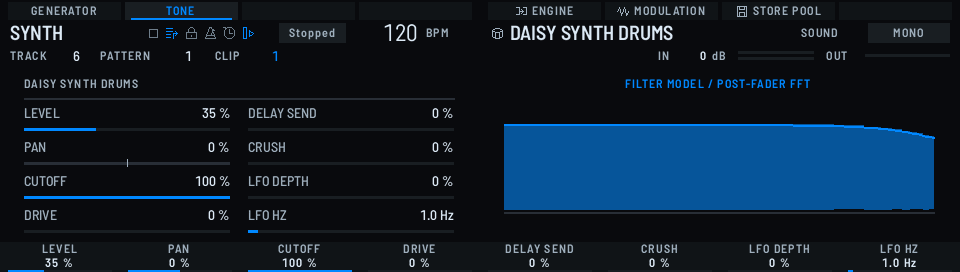 GENERATOR TONE ENGINE MODULATION STORE POOL
SYNTH Stopped 120 BPM DAISY SYNTH DRUMS SOUND MONO
TRACK 6 PATTERN 1 CLIP 1 IN 0 dB OUT
DAISY SYNTH DRUMS FILTER MODEL / POST-FADER FFT
LEVEL 35 % DELAY SEND 0 %
PAN 0 % CRUSH 0 %
CUTOFF 100 % LFO DEPTH 0 %
DRIVE 0 % LFO HZ 1.0 Hz
LEVEL PAN CUTOFF DRIVE DELAY SEND CRUSH LFO DEPTH LFO HZ
35 % 0 % 100 % 0 % 0 % 0 % 0 % 1.0 Hz